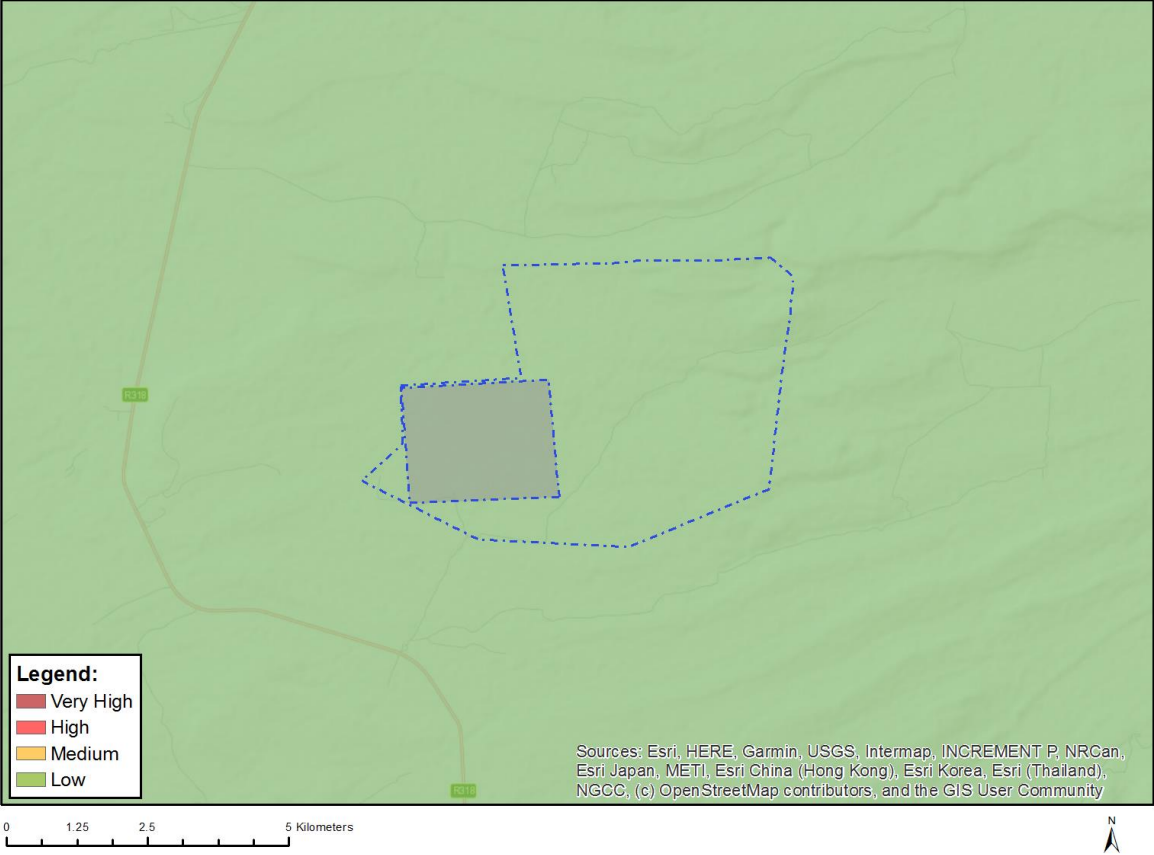 R318
R318
Legend:
Very High
High
Medium
Low
Sources: Esri, HERE, Garmin, USGS, Intermap, INCREMENT P, NRCan,
Esri Japan, METI, Esri China (Hong Kong), Esri Korea, Esri (Thailand),
NGCC, (c) OpenStreetMap contributors, and the GIS User Community
0 1.25 2.5 5 Kilometers
N